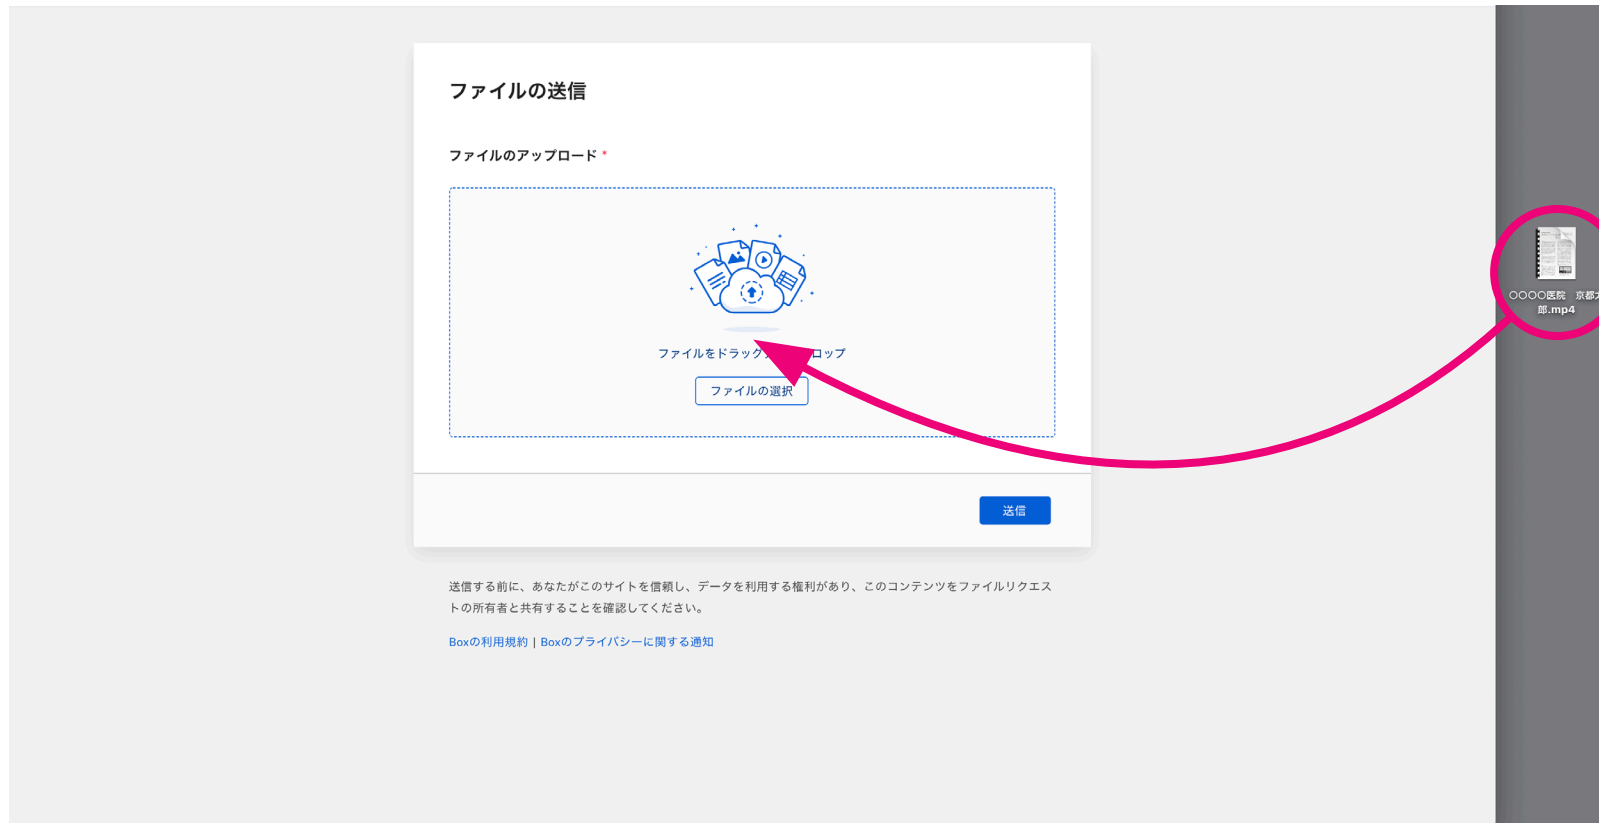 ファイルの送信
ファイルのアップロード *
ファイルをドラッグ ロップ
ファイルの選択
送信
送信する前に、あなたがこのサイトを信頼し、データを利用する権利があり、このコンテンツをファイルリクエス
トの所有者と共有することを確認してください。
Boxの利用規約 | Boxのプライバシーに関する通知
〇〇〇〇医院 京都
郎.mp4